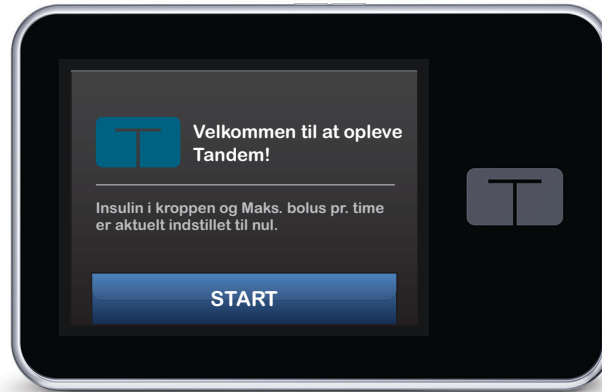 Velkommen til at opleve
Tandem!
Insulin i kroppen og Maks. bolus pr. time
er aktuelt indstillet til nul.
START